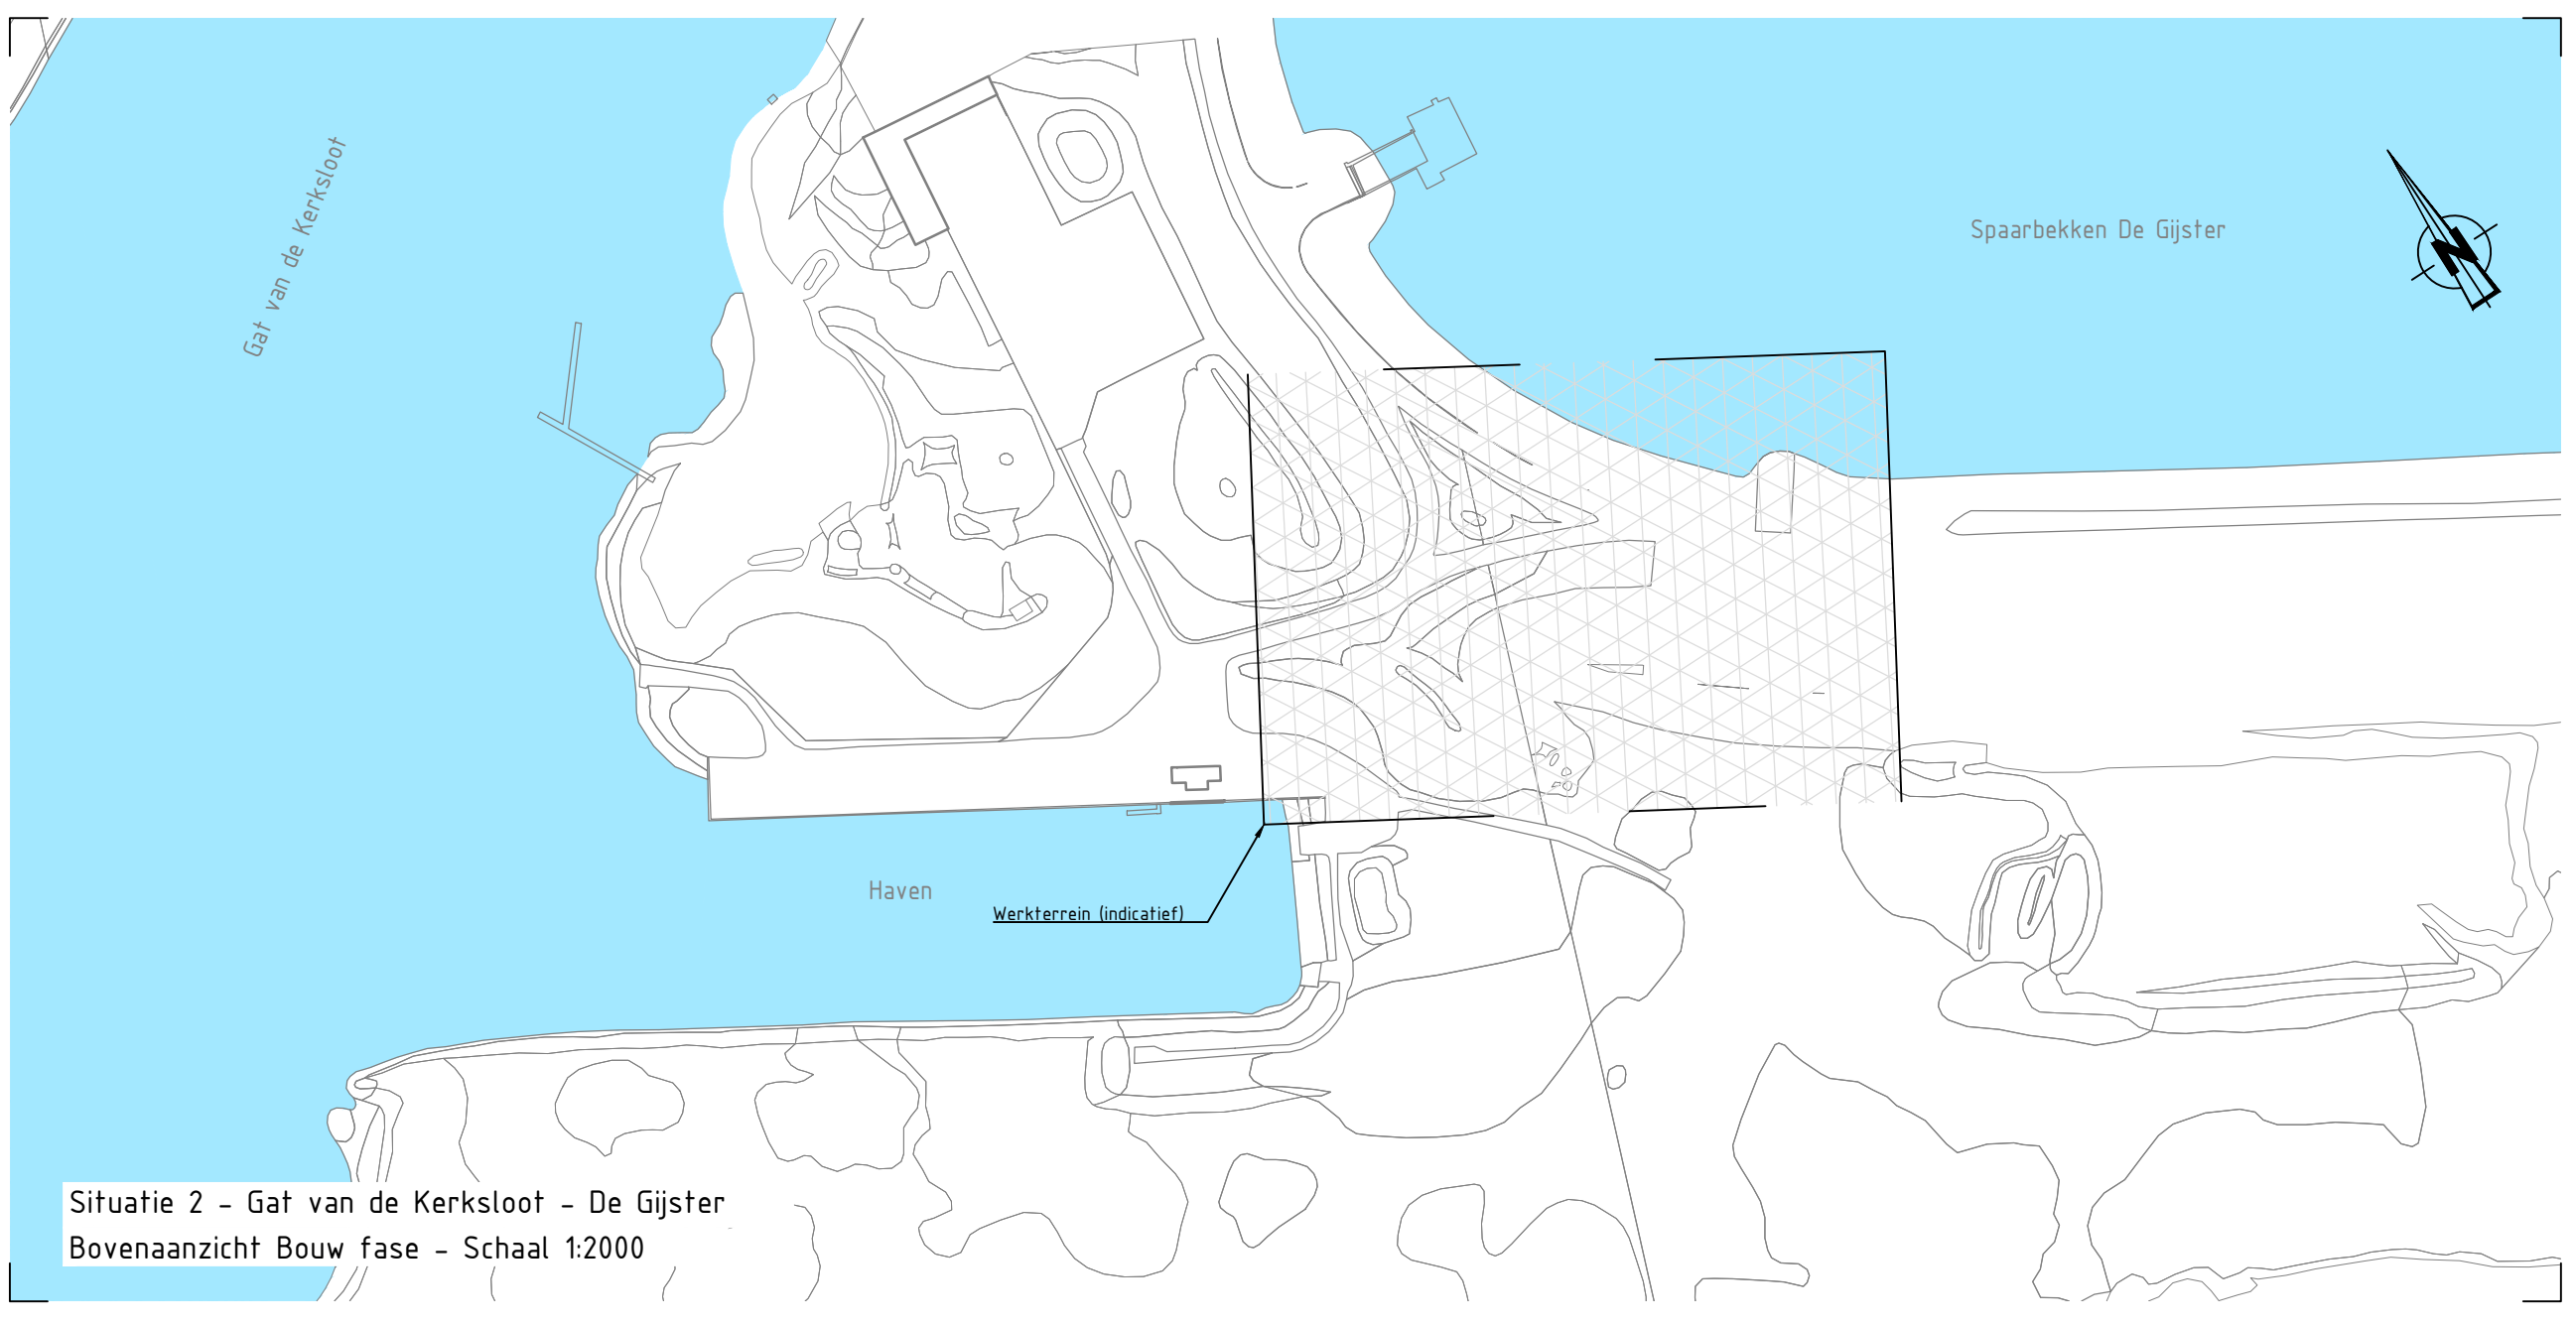 Gat van de Kerksloot
Spaarbekken De Gijster
N
Haven
Werkterrein (indicatief)
Situatie 2 - Gat van de Kerksloot - De Gijster
Bovenaanzicht Bouw fase - Schaal 1:2000